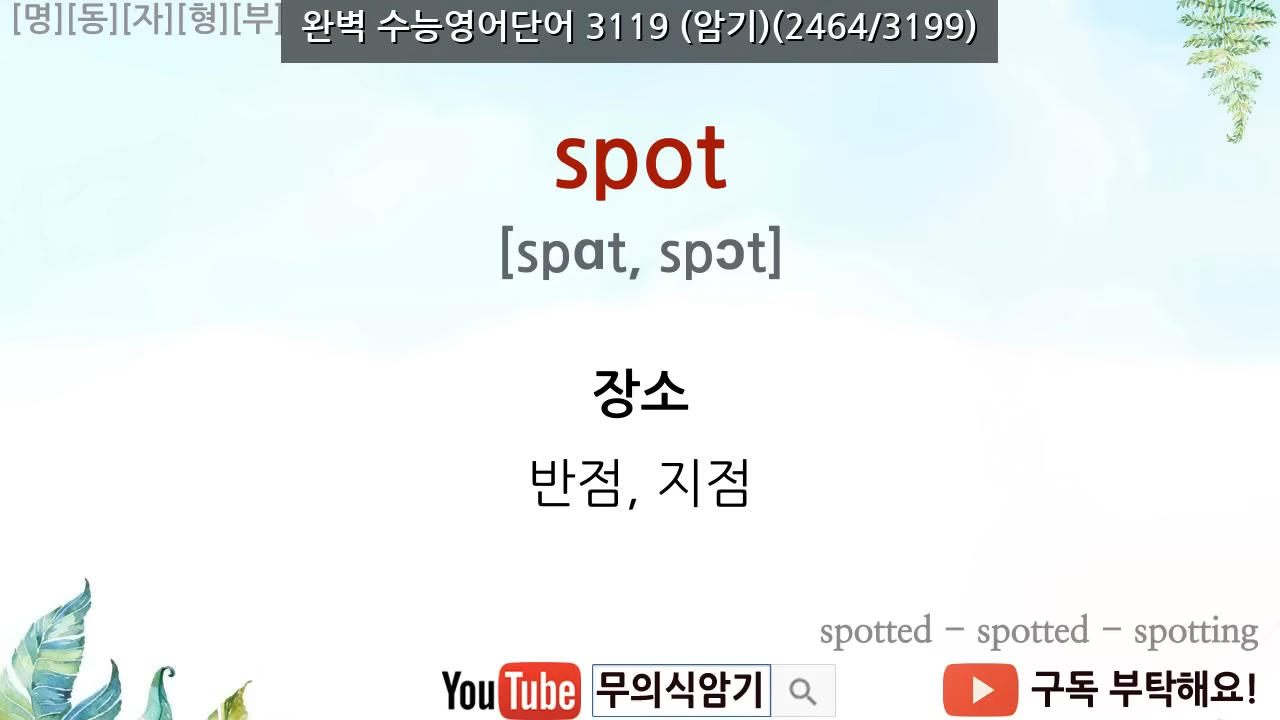 [명][동][자][형][부]
완벽 수능영어단어 3119 (암기)(2464/3199)
spot
[spɑt, spɔt]
장소
반점, 지점
spotted - spotted - spotting
YouTube 무의식암기 구독 부탁해요!